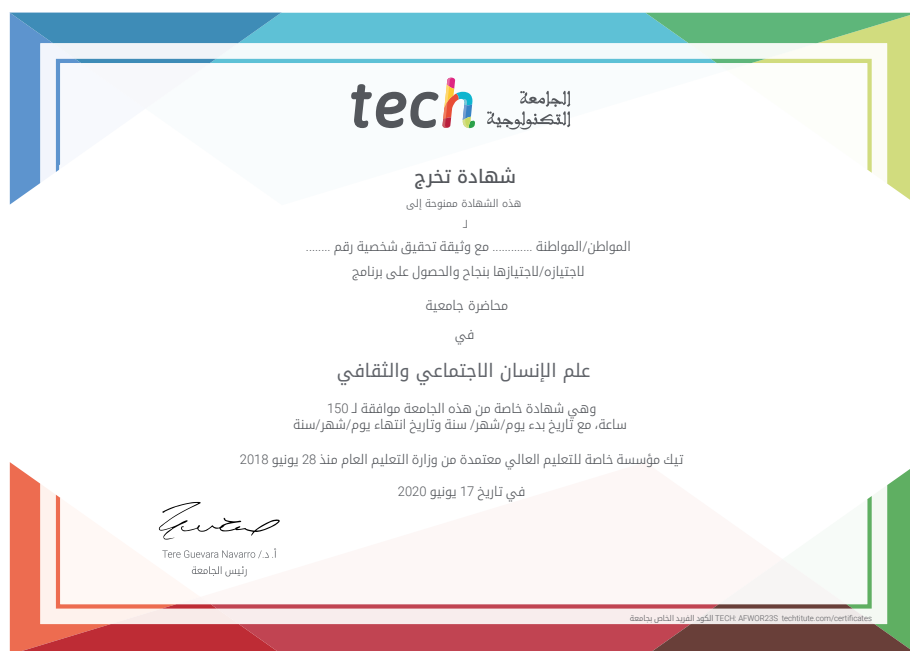 tech الجامعة
التكنولوجية
شهادة تخرج
هذه الشهادة ممنوحة إلى
لـ
المواطن/المواطنة ............ مع وثيقة تحقيق شخصية رقم ........
لاجتيازه/لاجتيازها بنجاح والحصول على برنامج
محاضرة جامعية
في
علم الإنسان الاجتماعي والثقافي
وهي شهادة خاصة من هذه الجامعة موافقة لـ 150
ساعة، مع تاريخ بدء يوم/شهر/ سنة وتاريخ انتهاء يوم/شهر/سنة
تيك مؤسسة خاصة للتعليم العالي معتمدة من وزارة التعليم العام منذ 28 يونيو 2018
في تاريخ 17 يونيو 2020
أ. د./ Tere Guevara Navarro
رئيس الجامعة
الكود الفريد الخاص بجامعة TECH: AFWOR23S techtitute.com/certificates